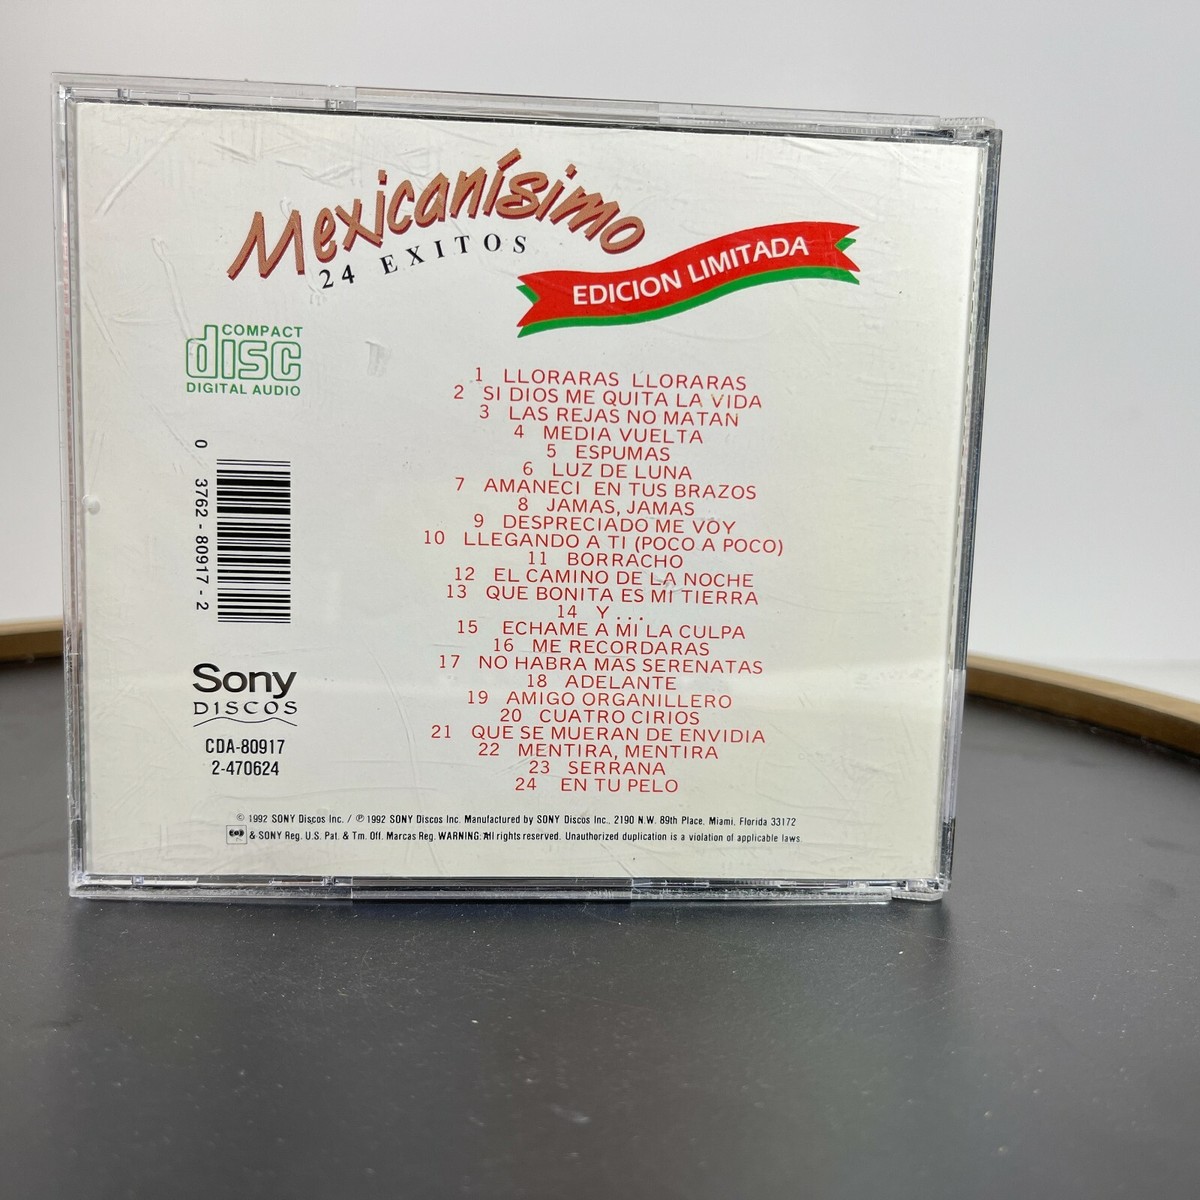 Mexicanísimo
24 EXITOS
EDICION LIMITADA
COMPACT
disc
DIGITAL AUDIO
1 LLORARAS LLORARAS
2 SI DIOS ME QUITA LA VIDA
3 LAS REJAS NO MATAN
4 MEDIA VUELTA
5 ESPUMAS
6 LUZ DE LUNA
7 AMANECI EN TUS BRAZOS
8 JAMAS, JAMAS
9 DESPRECIADO ME VOY
10 LLEGANDO A TI (POCO A POCO)
11 BORRACHO
12 EL CAMINO DE LA NOCHE
13 QUE BONITA ES MI TIERRA
14 Y . . .
15 ECHAME A MI LA CULPA
16 ME RECORDARAS
17 NO HABRA MAS SERENATAS
18 ADELANTE
19 AMIGO ORGANILLERO
20 CUATRO CIRIOS
21 QUE SE MUERAN DE ENVIDIA
22 MENTIRA, MENTIRA
23 SERRANA
24 EN TU PELO
0 3762 - 80917 - 2
Sony
DISCOS
CDA-80917
2-470624
© 1992 SONY Discos Inc. / ℗ 1992 SONY Discos Inc. Manufactured by SONY Discos Inc., 2190 N.W. 89th Place, Miami, Florida 33172
& SONY Reg. U.S. Pat. & Tm. Off. Marcas Reg. WARNING: All rights reserved. Unauthorized duplication is a violation of applicable laws.